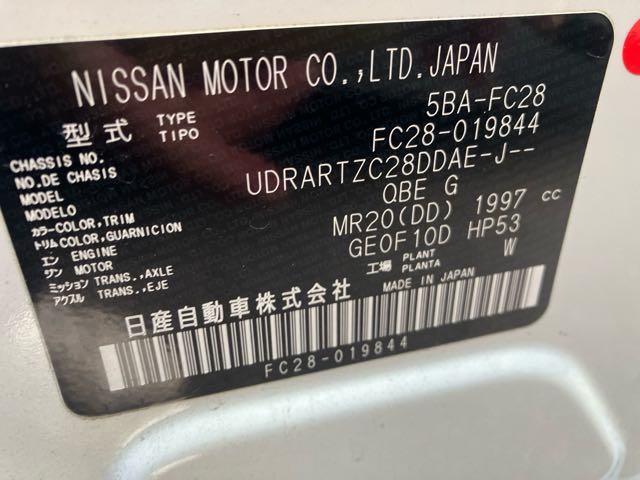 NISSAN MOTOR CO.,LTD.JAPAN
型式 TYPE TIPO 5BA-FC28
CHASSIS NO. NO.DE CHASIS FC28-019844
MODEL MODELO UDRARTZC28DDAE-J--
カラー COLOR,TRIM トリム COLOR,GUARNICION QBE G
エン ENGINE ジン MOTOR MR20(DD) 1997 cc
ミッション TRANS.,AXLE アクスル TRANS.,EJE GE0F10D HP53
工場 PLANT PLANTA W
日産自動車株式会社 MADE IN JAPAN
FC28-019844